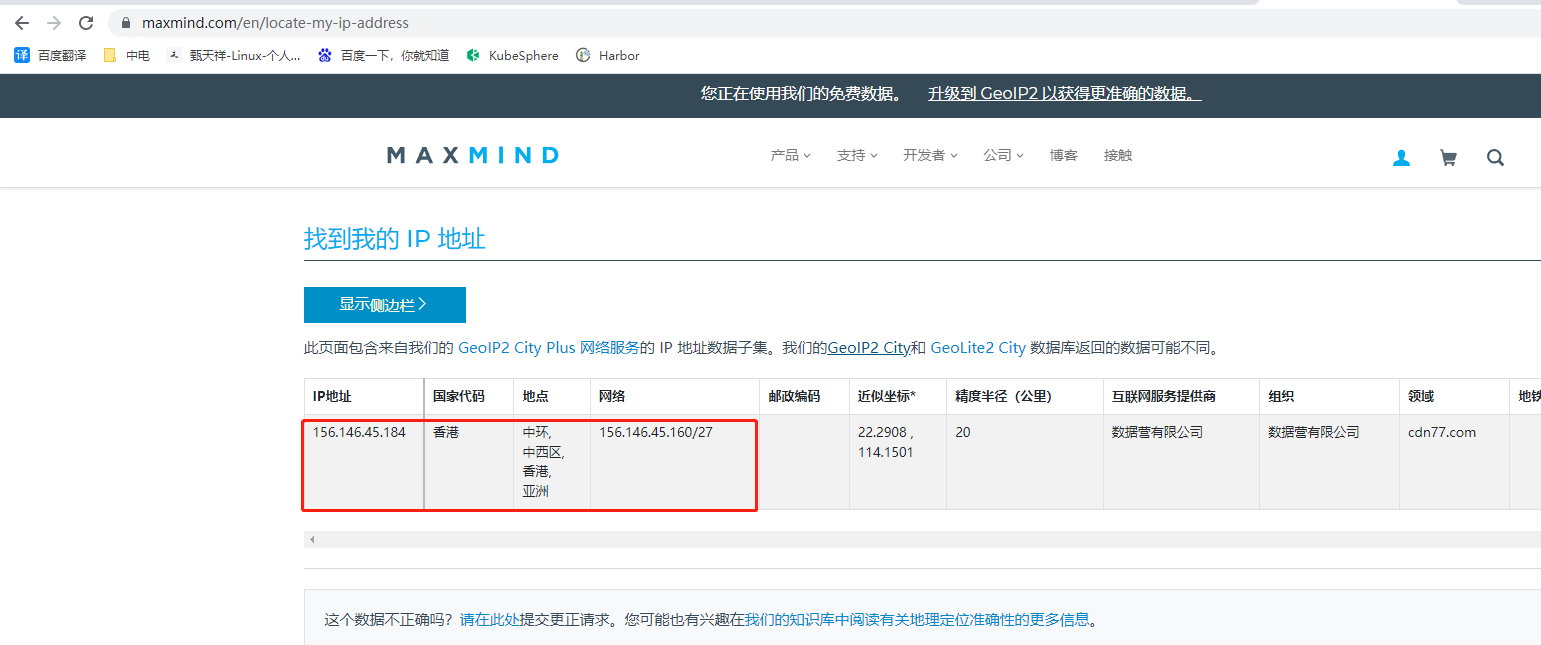 maxmind.com/en/locate-my-ip-address
译 百度翻译 中电 甄天祥-Linux-个人... 百度一下，你就知道 KubeSphere Harbor
您正在使用我们的免费数据。 升级到 GeoIP2 以获得更准确的数据。
MAXMIND 产品 支持 开发者 公司 博客 接触
找到我的 IP 地址
显示侧边栏
此页面包含来自我们的 GeoIP2 City Plus 网络服务的 IP 地址数据子集。我们的GeoIP2 City和 GeoLite2 City 数据库返回的数据可能不同。
IP地址 国家代码 地点 网络 邮政编码 近似坐标* 精度半径（公里） 互联网服务提供商 组织 领域 地铁
156.146.45.184 香港 中环, 156.146.45.160/27 22.2908 , 20 数据营有限公司 数据营有限公司 cdn77.com
中西区, 114.1501
香港,
亚洲
这个数据不正确吗？请在此处提交更正请求。您可能也有兴趣在我们的知识库中阅读有关地理定位准确性的更多信息。